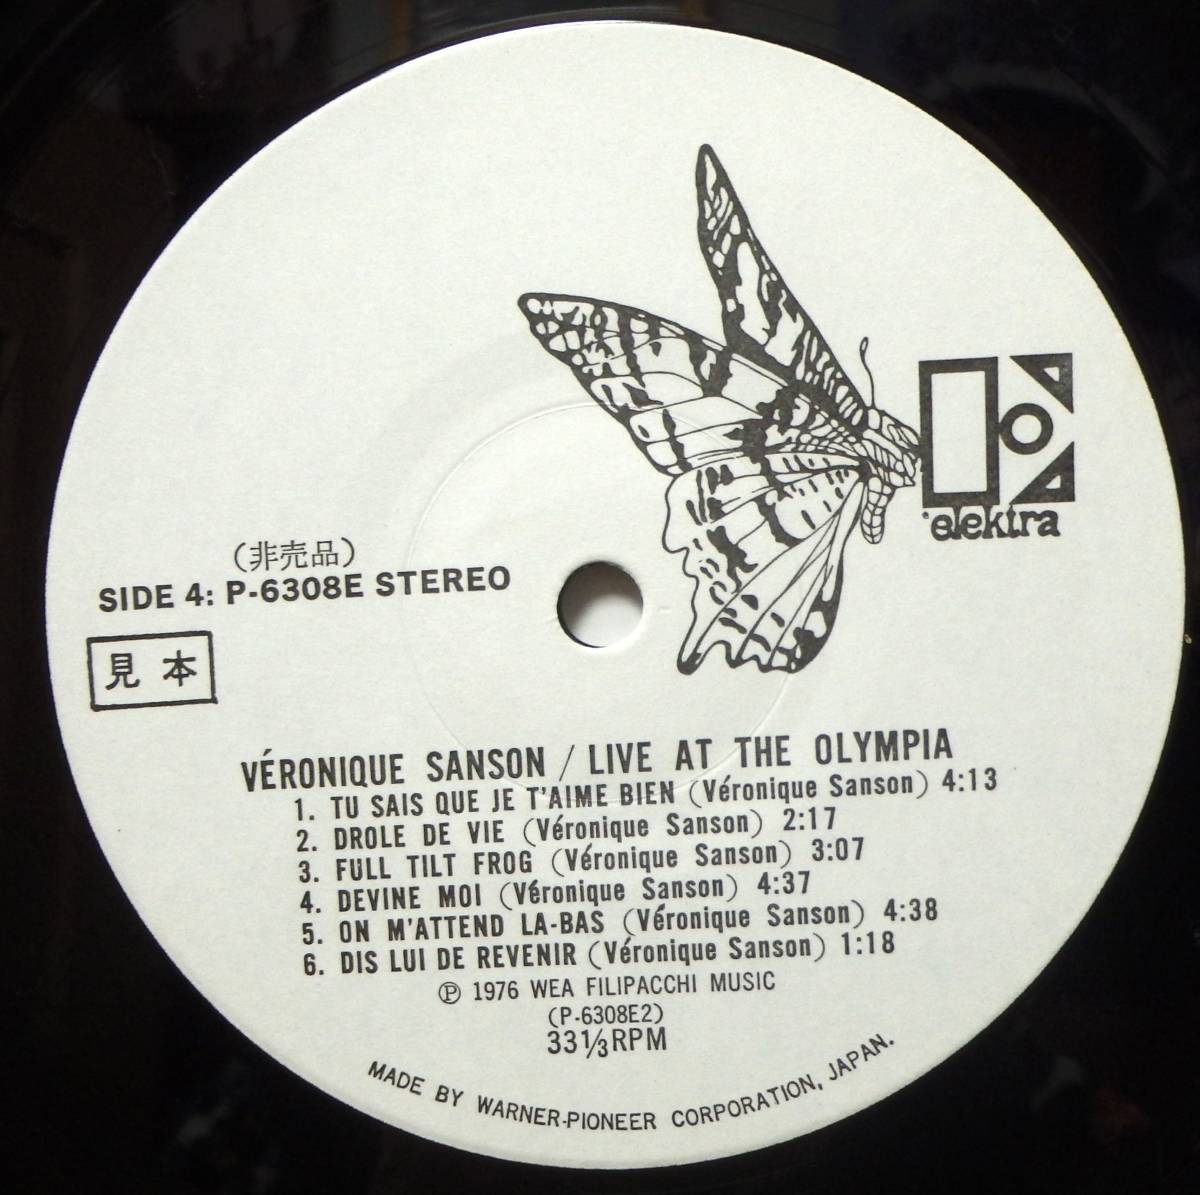 elektra
(非売品)
SIDE 4: P-6308E STEREO
見本
VÉRONIQUE SANSON / LIVE AT THE OLYMPIA
1. TU SAIS QUE JE T'AIME BIEN (Véronique Sanson) 4:13
2. DROLE DE VIE (Véronique Sanson) 2:17
3. FULL TILT FROG (Véronique Sanson) 3:07
4. DEVINE MOI (Véronique Sanson) 4:37
5. ON M'ATTEND LA-BAS (Véronique Sanson) 4:38
6. DIS LUI DE REVENIR (Véronique Sanson) 1:18
Ⓟ 1976 WEA FILIPACCHI MUSIC
(P-6308E2)
33 1/3 RPM
MADE BY WARNER-PIONEER CORPORATION, JAPAN.